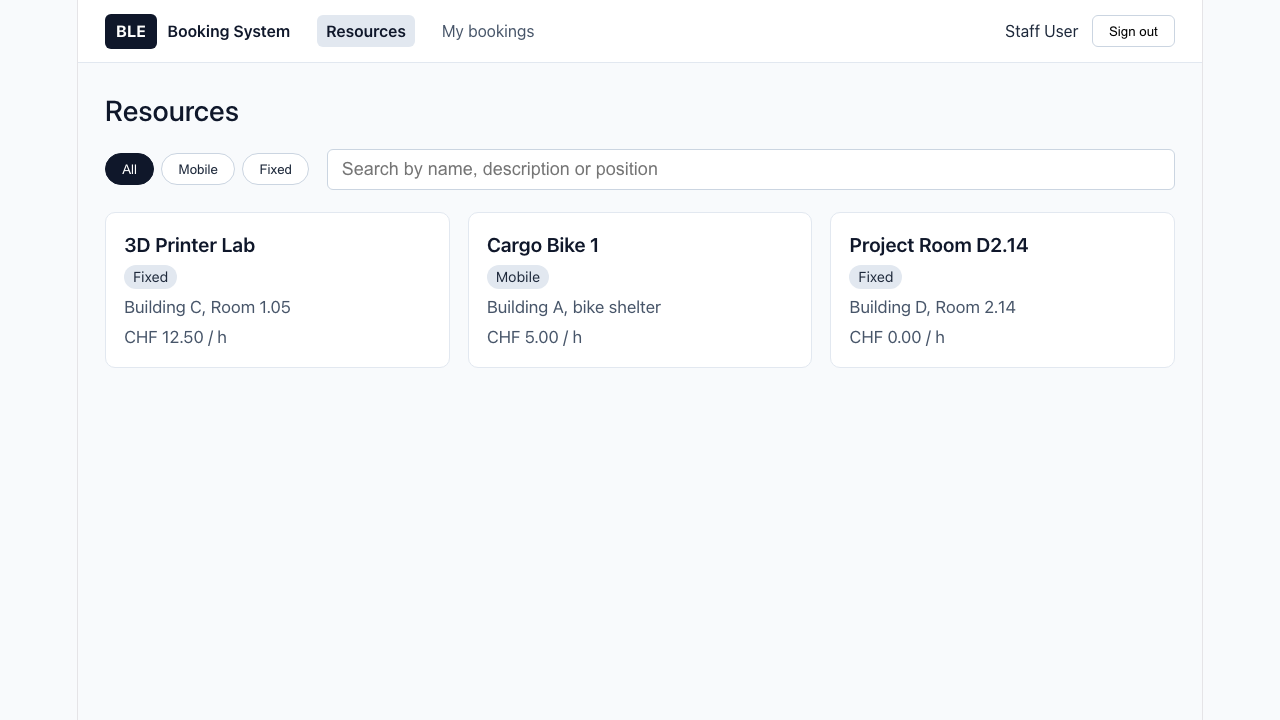 BLE Booking System Resources My bookings Staff User Sign out
Resources
All Mobile Fixed Search by name, description or position
3D Printer Lab
Fixed
Building C, Room 1.05
CHF 12.50 / h
Cargo Bike 1
Mobile
Building A, bike shelter
CHF 5.00 / h
Project Room D2.14
Fixed
Building D, Room 2.14
CHF 0.00 / h